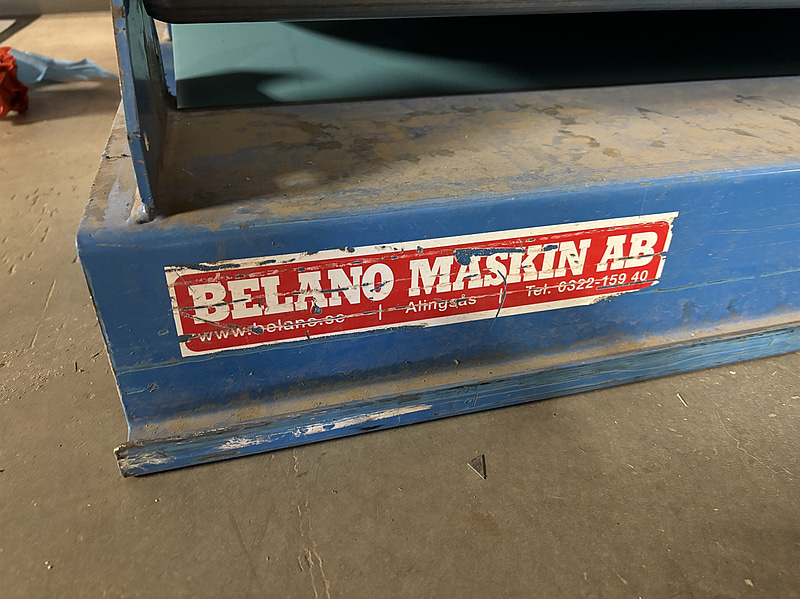 BELANO MASKIN AB
www.belano.se | Alingsås | Tel. 0322-159 40